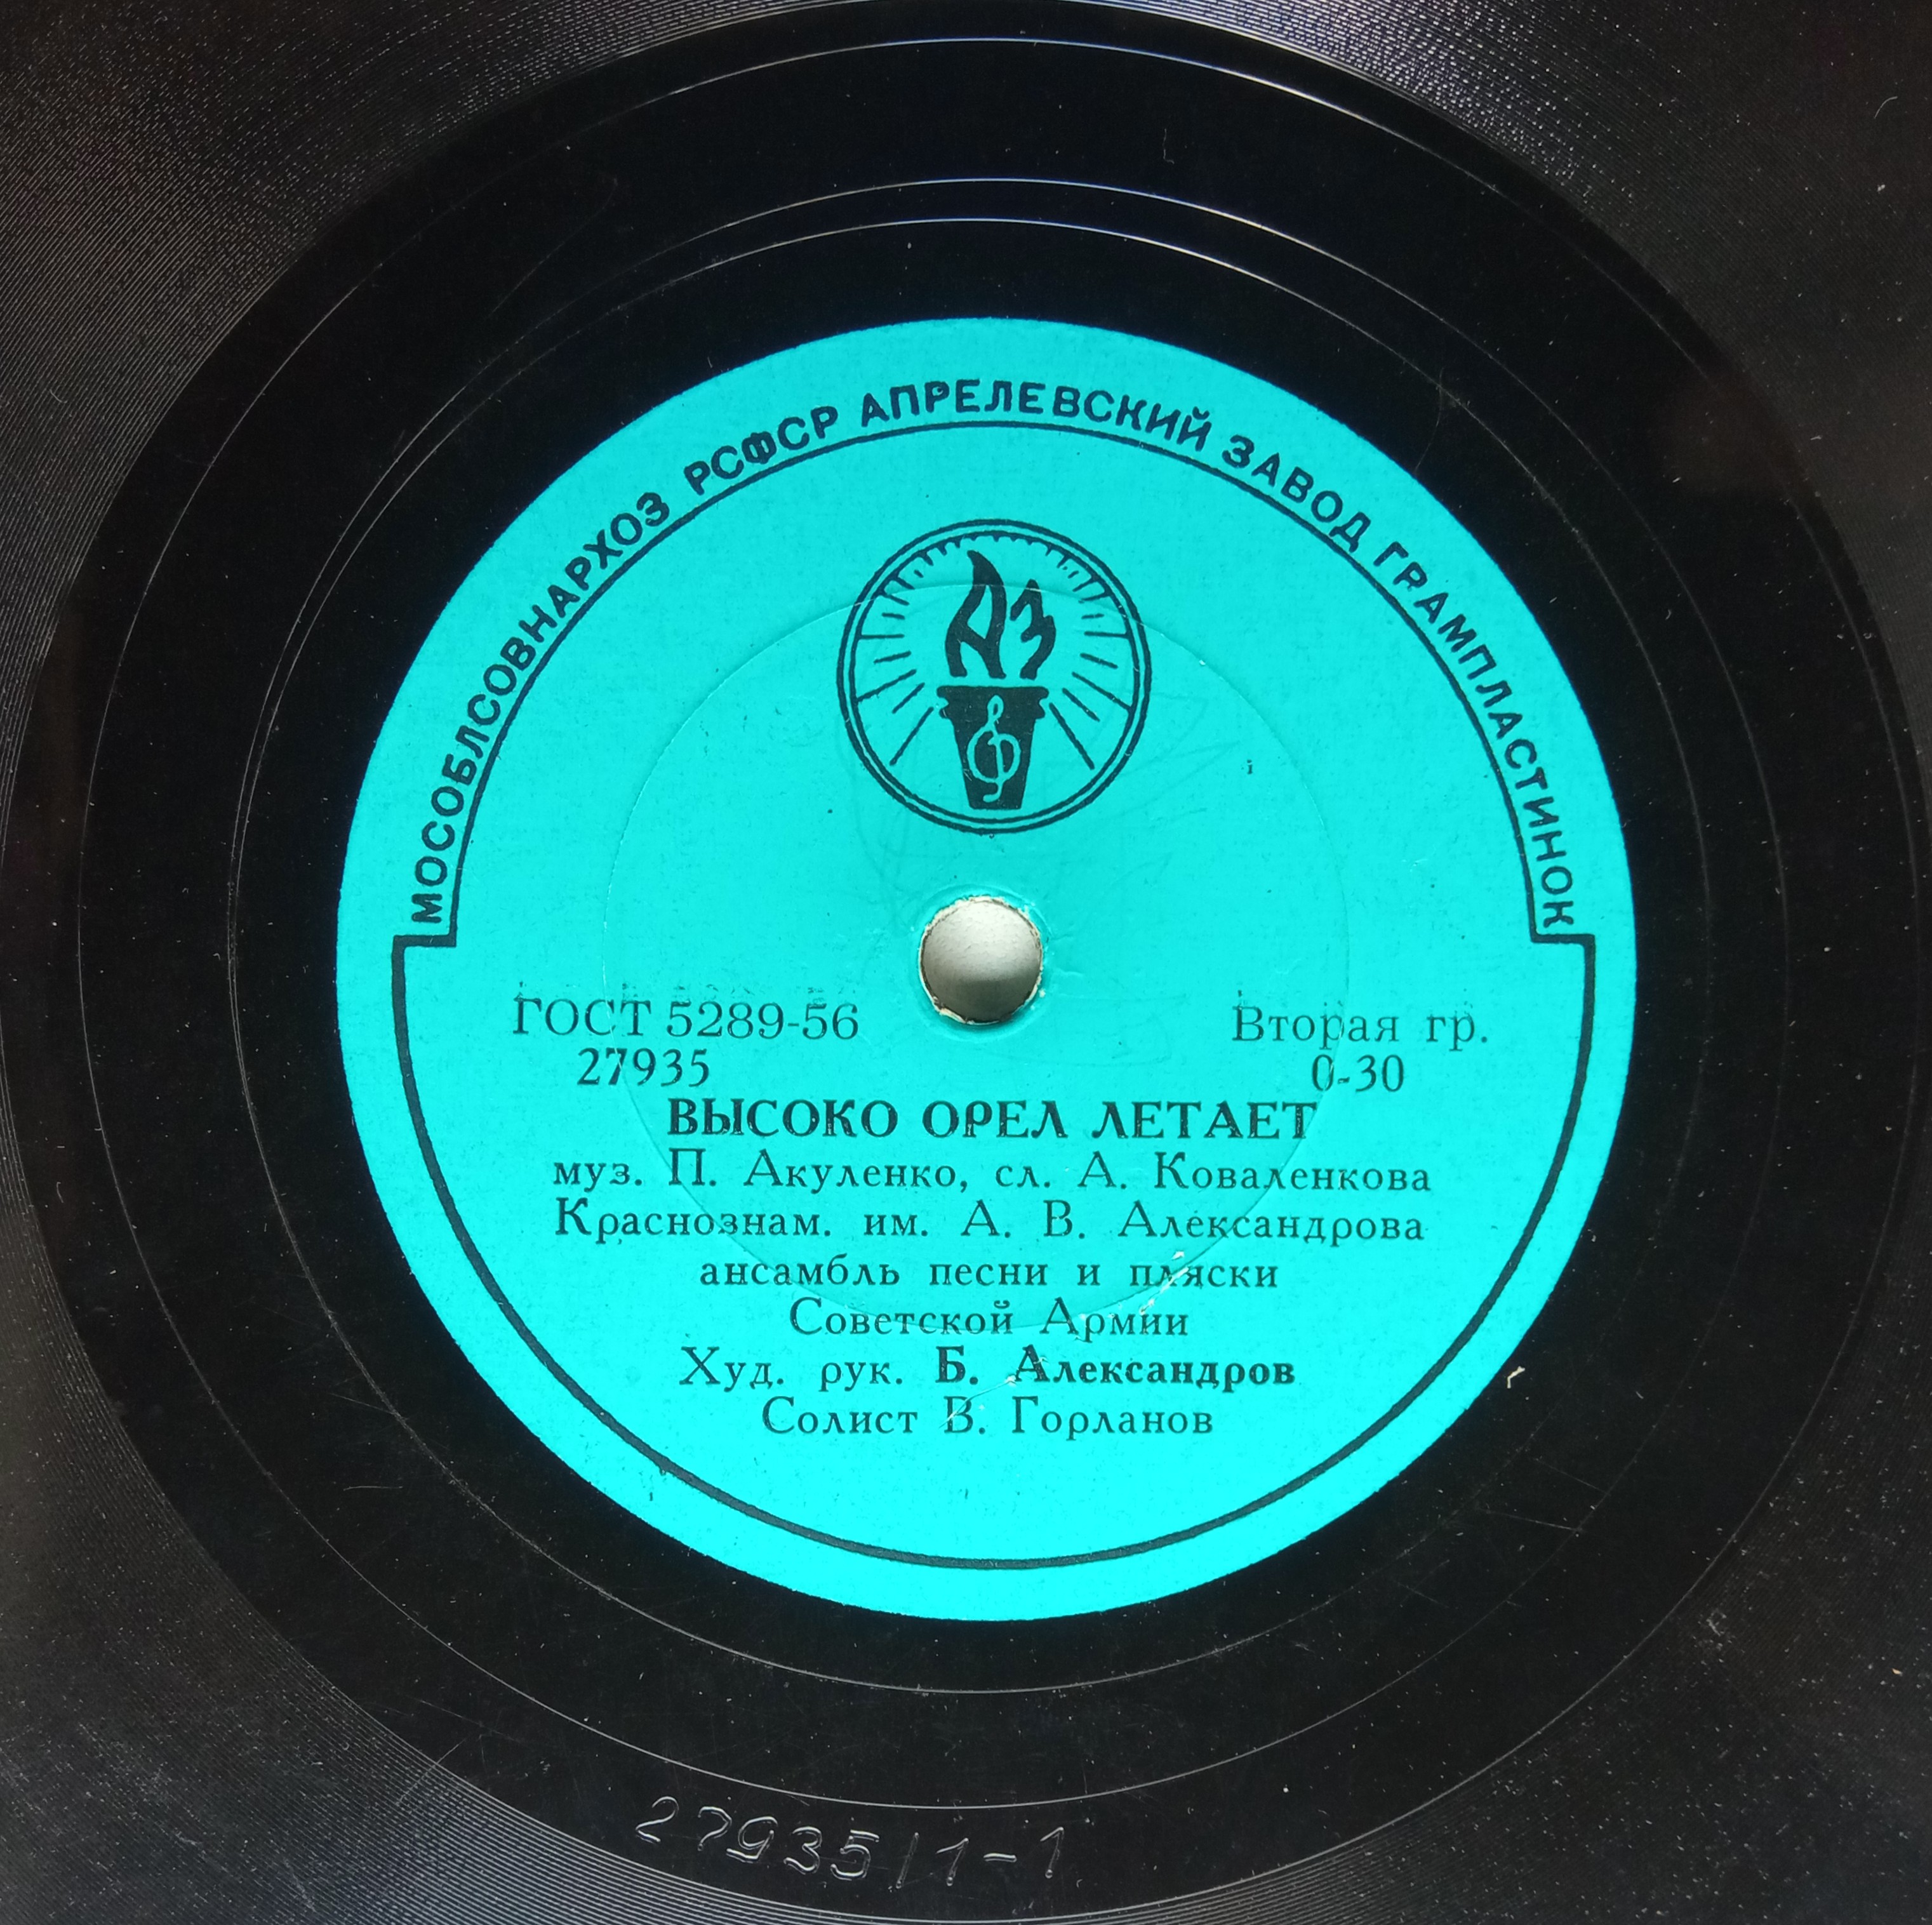 МОСОБЛСОВНАРХОЗ РСФСР АПРЕЛЕВСКИЙ ЗАВОД ГРАМПЛАСТИНОК
АЗ
ГОСТ 5289-56 Вторая гр.
27935 0-30
ВЫСОКО ОРЕЛ ЛЕТАЕТ
муз. П. Акуленко, сл. А. Коваленкова
Краснознам. им. А. В. Александрова
ансамбль песни и пляски
Советской Армии
Худ. рук. Б. Александров
Солист В. Горланов
27935/1-1